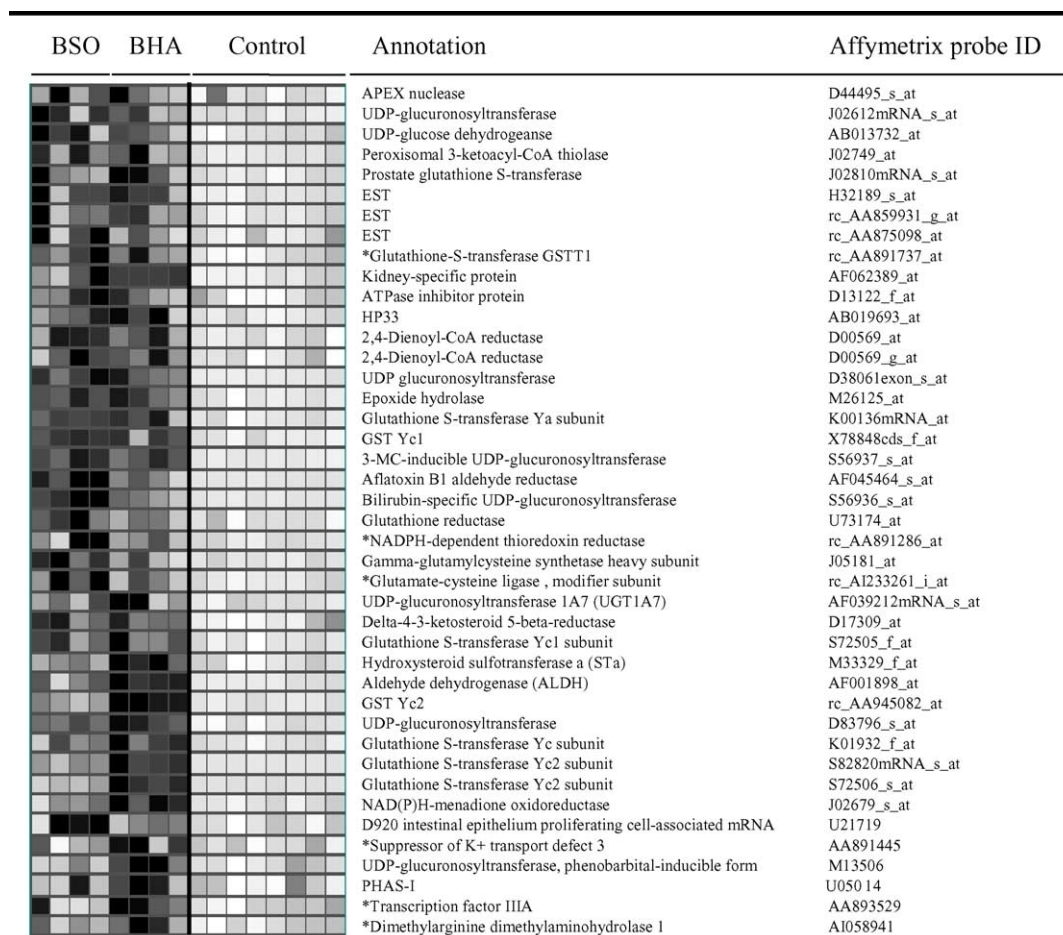 BSO BHA Control Annotation Affymetrix probe ID
APEX nuclease D44495_s_at
UDP-glucuronosyltransferase J02612mRNA_s_at
UDP-glucose dehydrogeanse AB013732_at
Peroxisomal 3-ketoacyl-CoA thiolase J02749_at
Prostate glutathione S-transferase J02810mRNA_s_at
EST H32189_s_at
EST rc_AA859931_g_at
EST rc_AA875098_at
*Glutathione-S-transferase GSTT1 rc_AA891737_at
Kidney-specific protein AF062389_at
ATPase inhibitor protein D13122_f_at
HP33 AB019693_at
2,4-Dienoyl-CoA reductase D00569_at
2,4-Dienoyl-CoA reductase D00569_g_at
UDP glucuronosyltransferase D38061exon_s_at
Epoxide hydrolase M26125_at
Glutathione S-transferase Ya subunit K00136mRNA_at
GST Yc1 X78848cds_f_at
3-MC-inducible UDP-glucuronosyltransferase S56937_s_at
Aflatoxin B1 aldehyde reductase AF045464_s_at
Bilirubin-specific UDP-glucuronosyltransferase S56936_s_at
Glutathione reductase U73174_at
*NADPH-dependent thioredoxin reductase rc_AA891286_at
Gamma-glutamylcysteine synthetase heavy subunit J05181_at
*Glutamate-cysteine ligase , modifier subunit rc_AI233261_i_at
UDP-glucuronosyltransferase 1A7 (UGT1A7) AF039212mRNA_s_at
Delta-4-3-ketosteroid 5-beta-reductase D17309_at
Glutathione S-transferase Yc1 subunit S72505_f_at
Hydroxysteroid sulfotransferase a (STa) M33329_f_at
Aldehyde dehydrogenase (ALDH) AF001898_at
GST Yc2 rc_AA945082_at
UDP-glucuronosyltransferase D83796_s_at
Glutathione S-transferase Yc subunit K01932_f_at
Glutathione S-transferase Yc2 subunit S82820mRNA_s_at
Glutathione S-transferase Yc2 subunit S72506_s_at
NAD(P)H-menadione oxidoreductase J02679_s_at
D920 intestinal epithelium proliferating cell-associated mRNA U21719
*Suppressor of K+ transport defect 3 AA891445
UDP-glucuronosyltransferase, phenobarbital-inducible form M13506
PHAS-I U05014
*Transcription factor IIIA AA893529
*Dimethylarginine dimethylaminohydrolase 1 AI058941